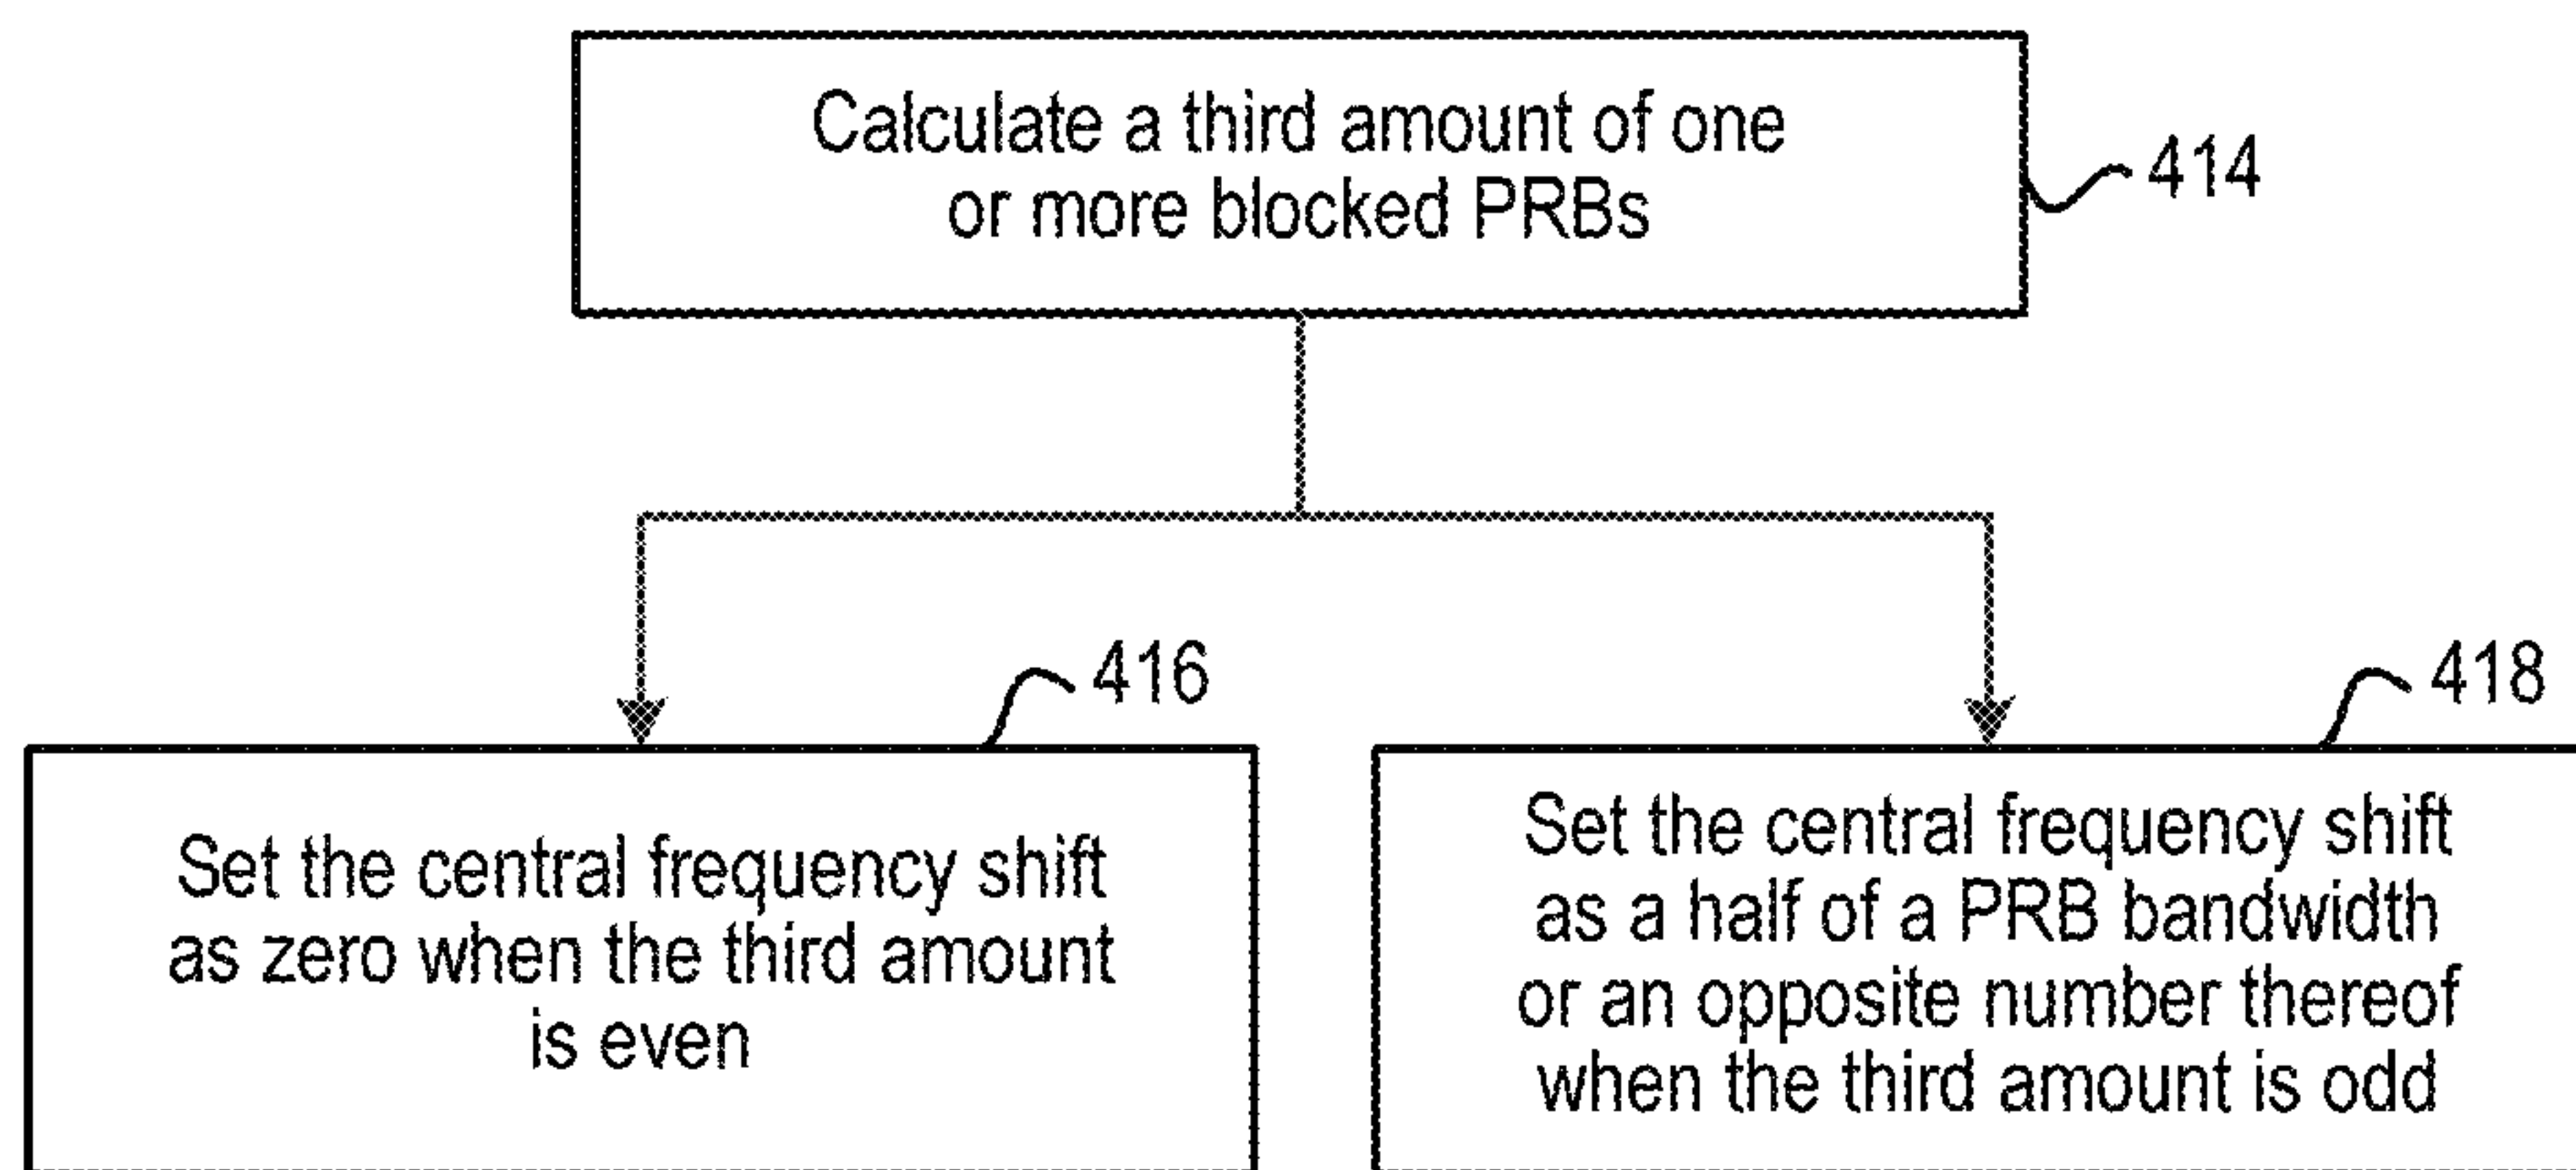 Calculate a third amount of one
or more blocked PRBs
414
416
418
Set the central frequency shift
as zero when the third amount
is even
Set the central frequency shift
as a half of a PRB bandwidth
or an opposite number thereof
when the third amount is odd